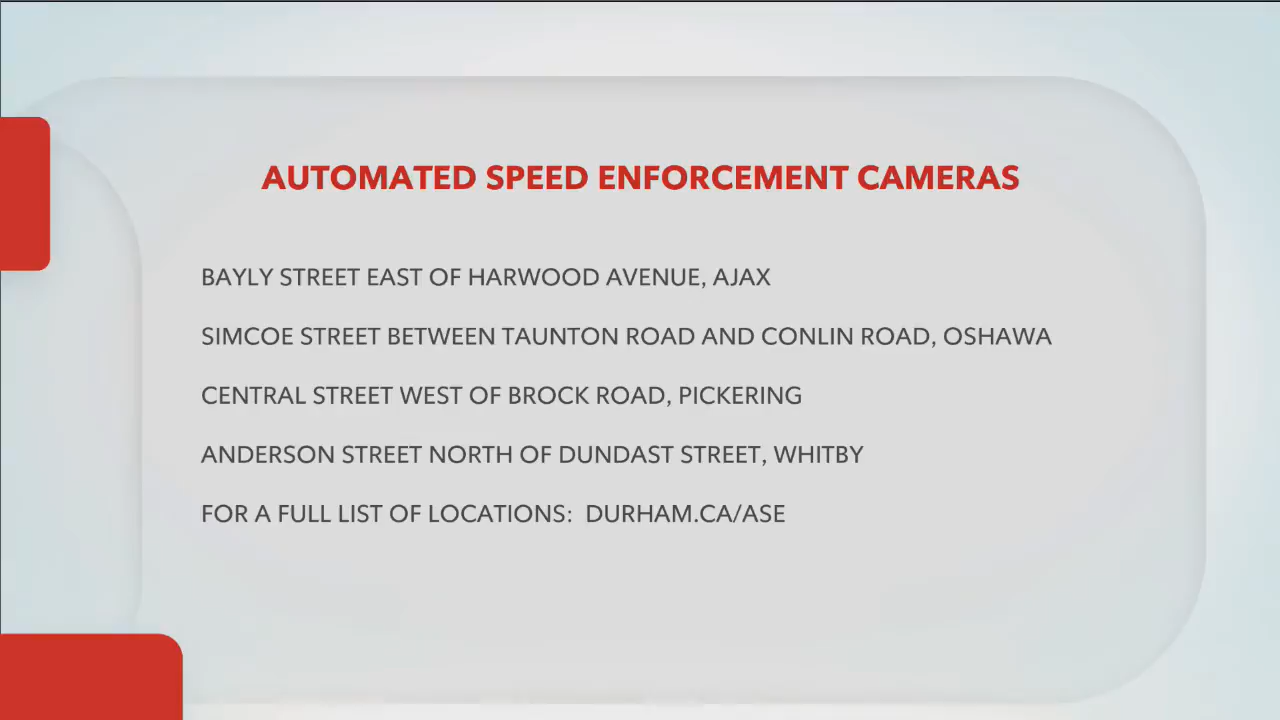 AUTOMATED SPEED ENFORCEMENT CAMERAS
BAYLY STREET EAST OF HARWOOD AVENUE, AJAX
SIMCOE STREET BETWEEN TAUNTON ROAD AND CONLIN ROAD, OSHAWA
CENTRAL STREET WEST OF BROCK ROAD, PICKERING
ANDERSON STREET NORTH OF DUNDAST STREET, WHITBY
FOR A FULL LIST OF LOCATIONS:  DURHAM.CA/ASE